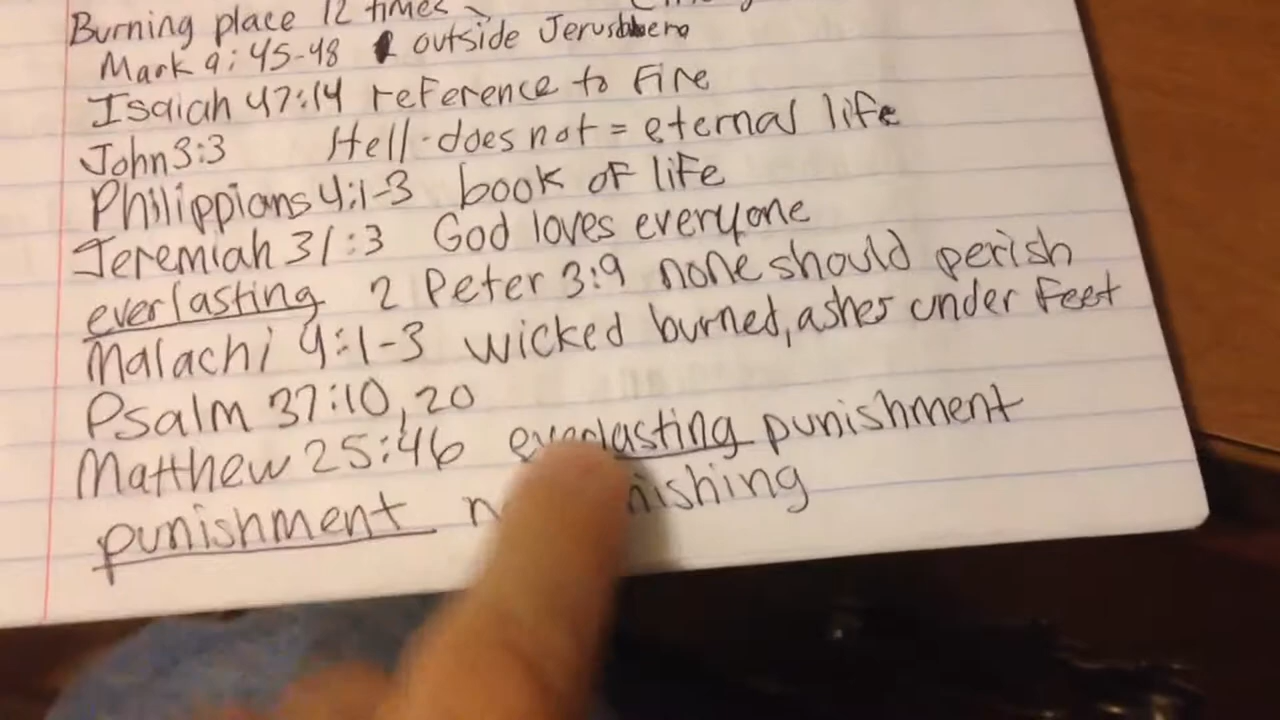 Burning place 12 times
Mark 9:45-48 outside
Isaiah 47:14 reference to Fire
John 3:3 Hell-does not = eternal life
Philippians 4:1-3 book of life
Jeremiah 31:3 God loves everyone
everlasting 2 Peter 3:9 none should perish
Malachi 4:1-3 wicked burned, ashes under Feet
Psalm 37:10,20
Matthew 25:46 everlasting punishment
punishment